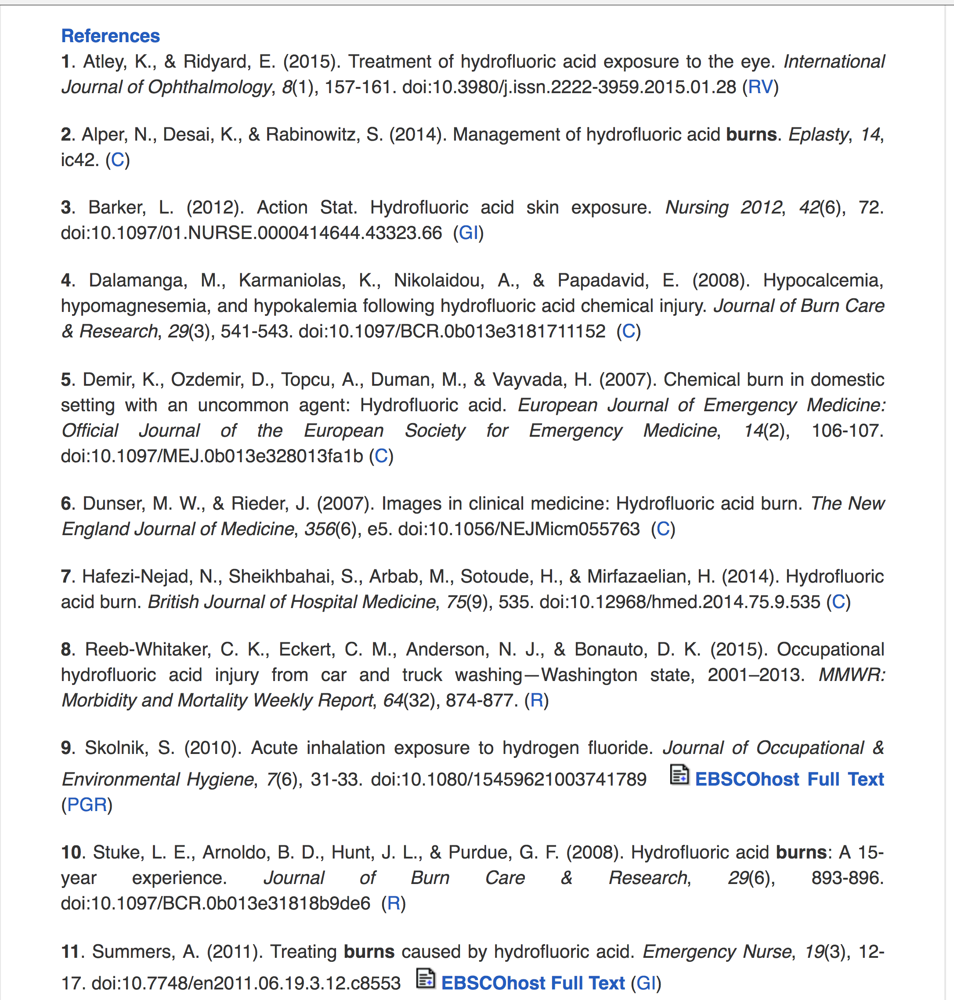 References
1. Atley, K., & Ridyard, E. (2015). Treatment of hydrofluoric acid exposure to the eye. International
Journal of Ophthalmology, 8(1), 157-161. doi:10.3980/j.issn.2222-3959.2015.01.28 (RV)
2. Alper, N., Desai, K., & Rabinowitz, S. (2014). Management of hydrofluoric acid burns. Eplasty, 14,
ic42. (C)
3. Barker, L. (2012). Action Stat. Hydrofluoric acid skin exposure. Nursing 2012, 42(6), 72.
doi:10.1097/01.NURSE.0000414644.43323.66 (GI)
4. Dalamanga, M., Karmaniolas, K., Nikolaidou, A., & Papadavid, E. (2008). Hypocalcemia,
hypomagnesemia, and hypokalemia following hydrofluoric acid chemical injury. Journal of Burn Care
& Research, 29(3), 541-543. doi:10.1097/BCR.0b013e3181711152 (C)
5. Demir, K., Ozdemir, D., Topcu, A., Duman, M., & Vayvada, H. (2007). Chemical burn in domestic
setting with an uncommon agent: Hydrofluoric acid. European Journal of Emergency Medicine:
Official Journal of the European Society for Emergency Medicine, 14(2), 106-107.
doi:10.1097/MEJ.0b013e328013fa1b (C)
6. Dunser, M. W., & Rieder, J. (2007). Images in clinical medicine: Hydrofluoric acid burn. The New
England Journal of Medicine, 356(6), e5. doi:10.1056/NEJMicm055763 (C)
7. Hafezi-Nejad, N., Sheikhbahai, S., Arbab, M., Sotoude, H., & Mirfazaelian, H. (2014). Hydrofluoric
acid burn. British Journal of Hospital Medicine, 75(9), 535. doi:10.12968/hmed.2014.75.9.535 (C)
8. Reeb-Whitaker, C. K., Eckert, C. M., Anderson, N. J., & Bonauto, D. K. (2015). Occupational
hydrofluoric acid injury from car and truck washing—Washington state, 2001–2013. MMWR:
Morbidity and Mortality Weekly Report, 64(32), 874-877. (R)
9. Skolnik, S. (2010). Acute inhalation exposure to hydrogen fluoride. Journal of Occupational &
Environmental Hygiene, 7(6), 31-33. doi:10.1080/15459621003741789 EBSCOhost Full Text
(PGR)
10. Stuke, L. E., Arnoldo, B. D., Hunt, J. L., & Purdue, G. F. (2008). Hydrofluoric acid burns: A 15-
year experience. Journal of Burn Care & Research, 29(6), 893-896.
doi:10.1097/BCR.0b013e31818b9de6 (R)
11. Summers, A. (2011). Treating burns caused by hydrofluoric acid. Emergency Nurse, 19(3), 12-
17. doi:10.7748/en2011.06.19.3.12.c8553 EBSCOhost Full Text (GI)